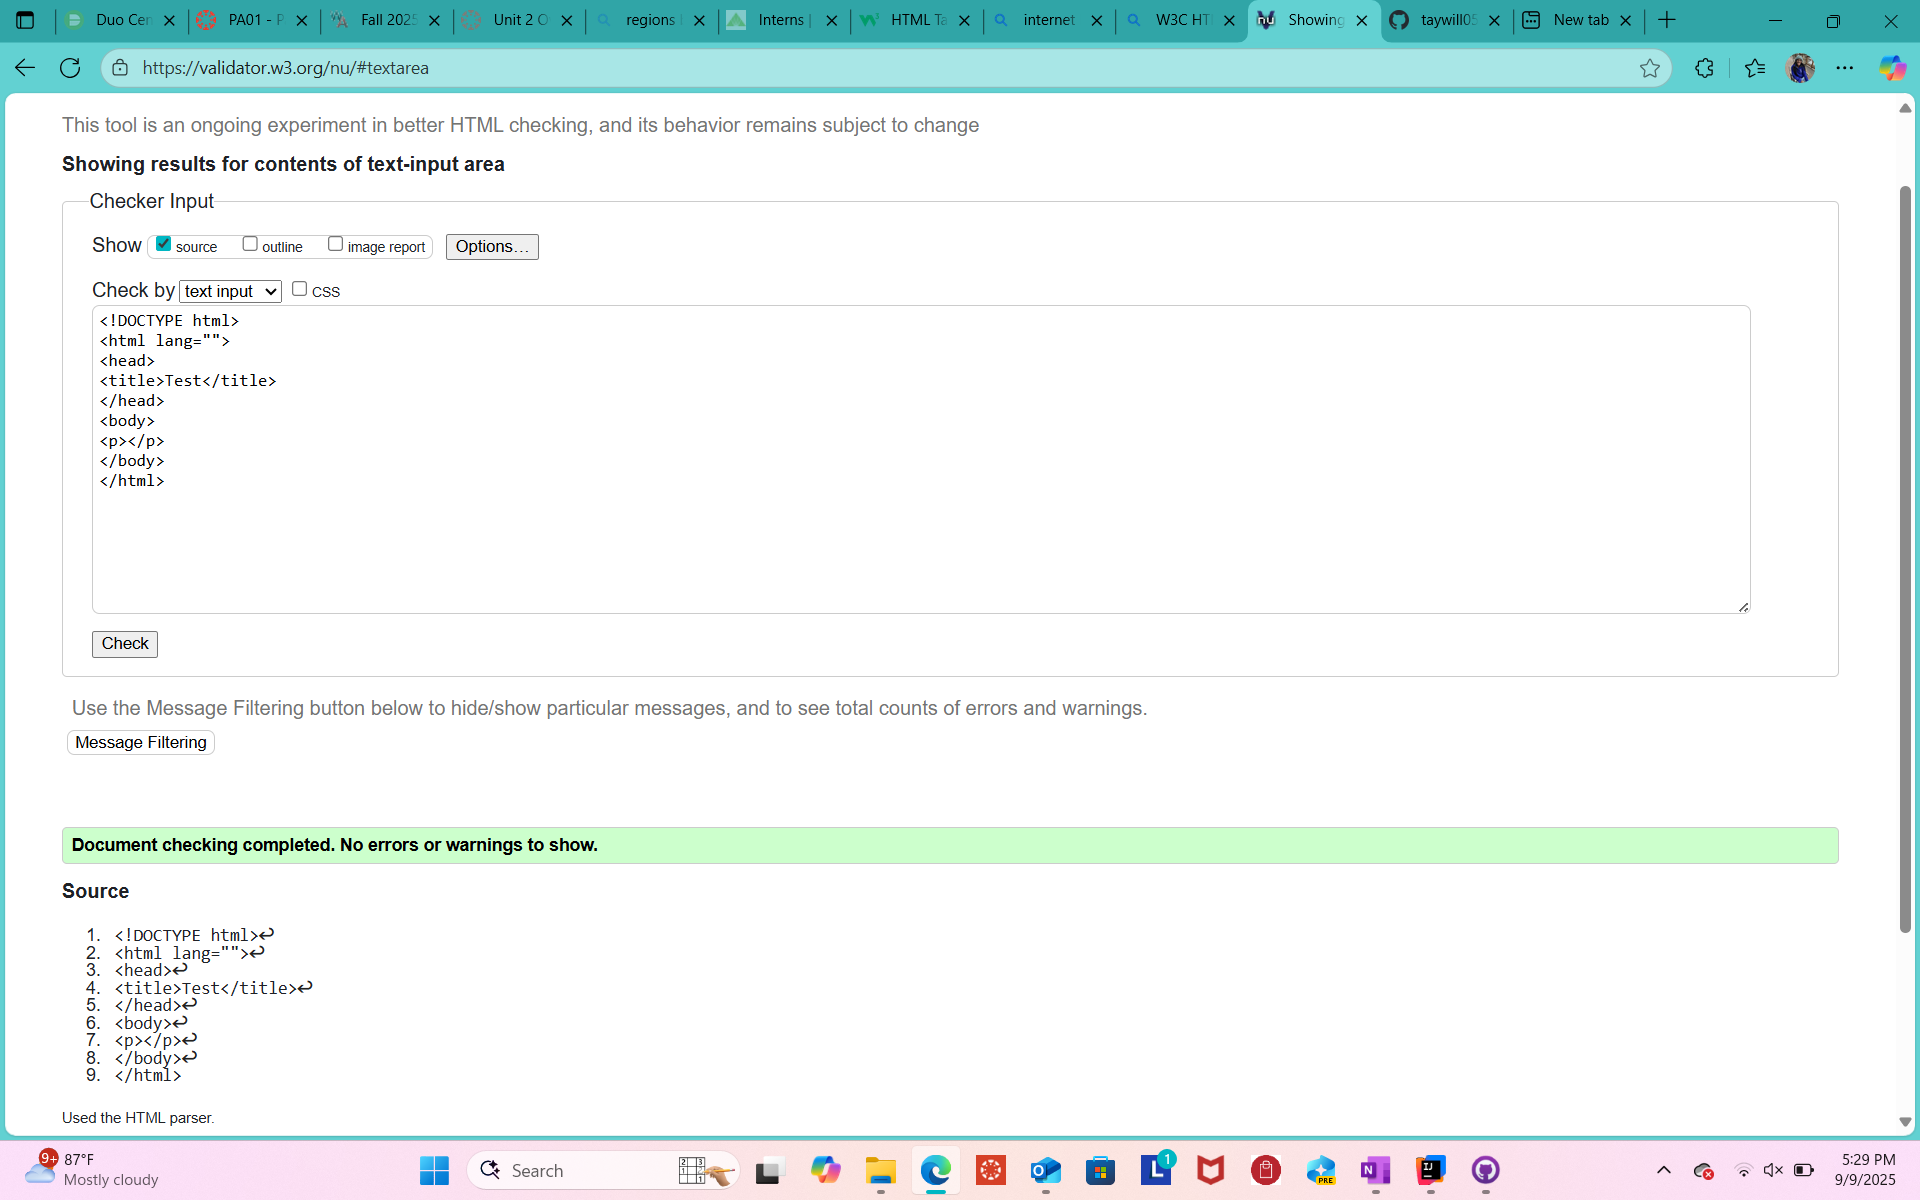 Duo Cen
PA01 - P
Fall 2025
Unit 2 O
regions
Interns |
HTML Ta
internet
W3C HT
Showing
taywill05
New tab
https://validator.w3.org/nu/#textarea
This tool is an ongoing experiment in better HTML checking, and its behavior remains subject to change
Showing results for contents of text-input area
Checker Input
Show source outline image report Options...
Check by text input CSS
<!DOCTYPE html>
<html lang="">
<head>
<title>Test</title>
</head>
<body>
<p></p>
</body>
</html>
Check
Use the Message Filtering button below to hide/show particular messages, and to see total counts of errors and warnings.
Message Filtering
Document checking completed. No errors or warnings to show.
Source
1. <!DOCTYPE html>↩
2. <html lang="">↩
3. <head>↩
4. <title>Test</title>↩
5. </head>↩
6. <body>↩
7. <p></p>↩
8. </body>↩
9. </html>
Used the HTML parser.
9+ 87°F
Mostly cloudy
Search
L 1
PRE
N
IJ
5:29 PM
9/9/2025